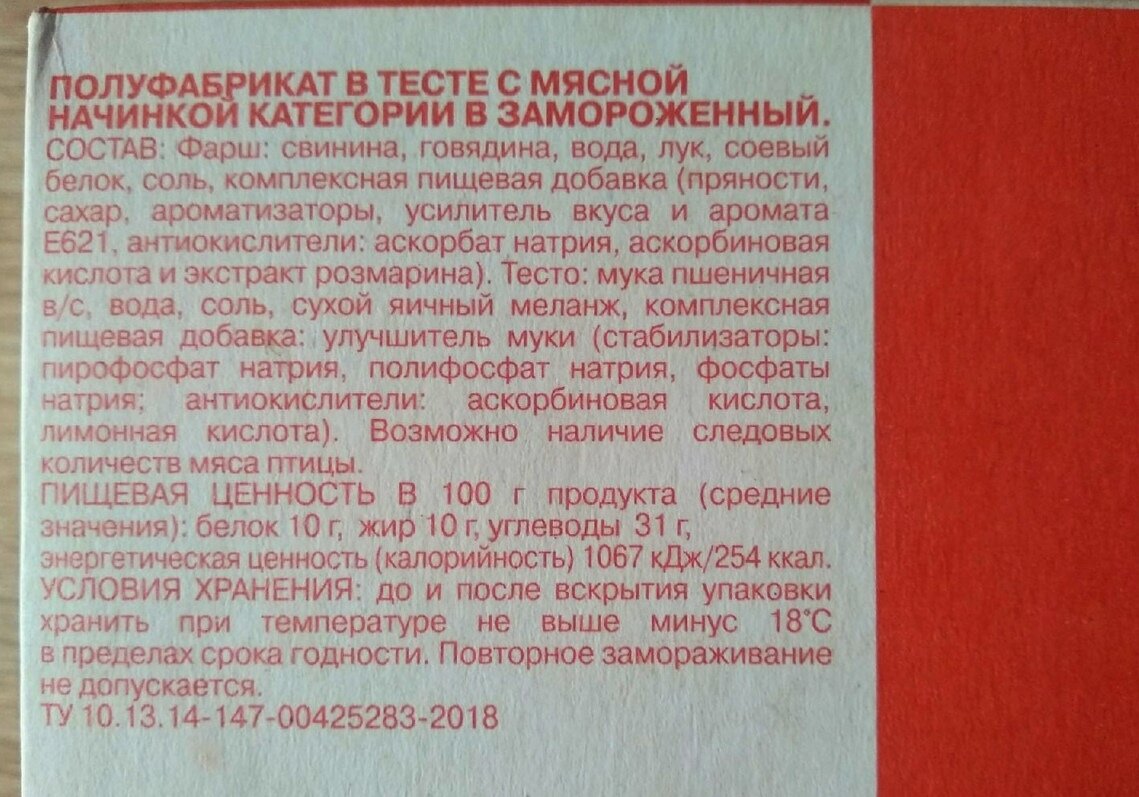 ПОЛУФАБРИКАТ В ТЕСТЕ С МЯСНОЙ
НАЧИНКОЙ КАТЕГОРИИ В ЗАМОРОЖЕННЫЙ.
СОСТАВ: Фарш: свинина, говядина, вода, лук, соевый
белок, соль, комплексная пищевая добавка (пряности,
сахар, ароматизаторы, усилитель вкуса и аромата
Е621, антиокислители: аскорбат натрия, аскорбиновая
кислота и экстракт розмарина). Тесто: мука пшеничная
в/с, вода, соль, сухой яичный меланж, комплексная
пищевая добавка: улучшитель муки (стабилизаторы:
пирофосфат натрия, полифосфат натрия, фосфаты
натрия; антиокислители: аскорбиновая кислота,
лимонная кислота). Возможно наличие следовых
количеств мяса птицы.
ПИЩЕВАЯ ЦЕННОСТЬ В 100 г продукта (средние
значения): белок 10 г, жир 10 г, углеводы 31 г,
энергетическая ценность (калорийность) 1067 кДж/254 ккал.
УСЛОВИЯ ХРАНЕНИЯ: до и после вскрытия упаковки
хранить при температуре не выше минус 18°С
в пределах срока годности. Повторное замораживание
не допускается.
ТУ 10.13.14-147-00425283-2018